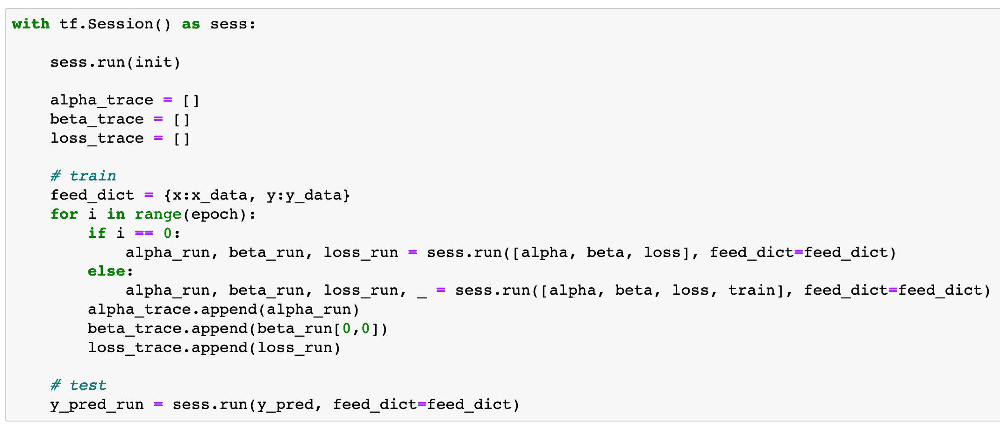 with tf.Session() as sess:
sess.run(init)
alpha_trace = []
beta_trace = []
loss_trace = []
# train
feed_dict = {x:x_data, y:y_data}
for i in range(epoch):
if i == 0:
alpha_run, beta_run, loss_run = sess.run([alpha, beta, loss], feed_dict=feed_dict)
else:
alpha_run, beta_run, loss_run, _ = sess.run([alpha, beta, loss, train], feed_dict=feed_dict)
alpha_trace.append(alpha_run)
beta_trace.append(beta_run[0,0])
loss_trace.append(loss_run)
# test
y_pred_run = sess.run(y_pred, feed_dict=feed_dict)